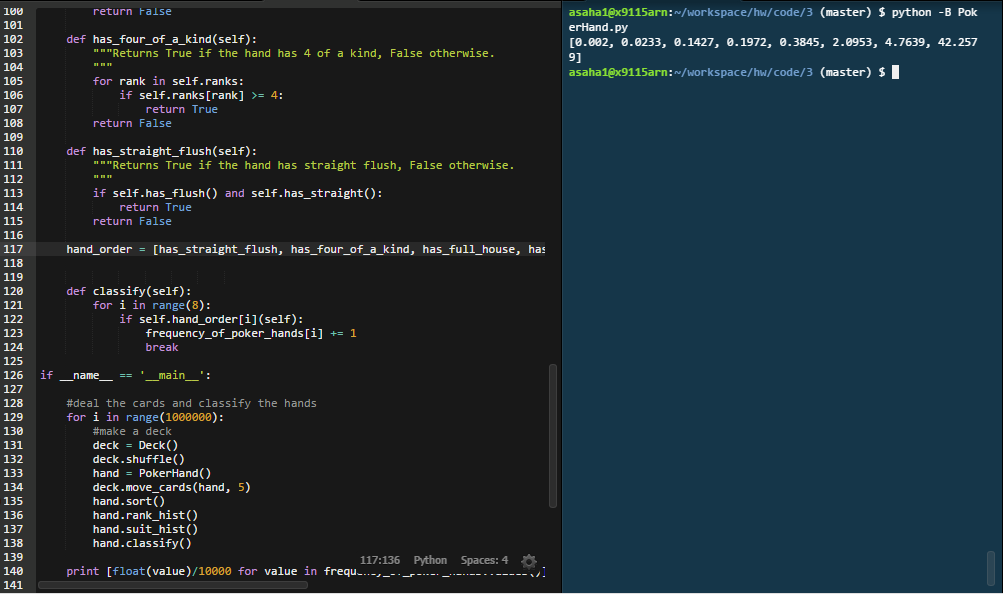 100 return False
101
102 def has_four_of_a_kind(self):
103 """Returns True if the hand has 4 of a kind, False otherwise.
104 """
105 for rank in self.ranks:
106 if self.ranks[rank] >= 4:
107 return True
108 return False
109
110 def has_straight_flush(self):
111 """Returns True if the hand has straight flush, False otherwise.
112 """
113 if self.has_flush() and self.has_straight():
114 return True
115 return False
116
117 hand_order = [has_straight_flush, has_four_of_a_kind, has_full_house, has
118
119
120 def classify(self):
121 for i in range(8):
122 if self.hand_order[i](self):
123 frequency_of_poker_hands[i] += 1
124 break
125
126 if __name__ == '__main__':
127
128 #deal the cards and classify the hands
129 for i in range(1000000):
130 #make a deck
131 deck = Deck()
132 deck.shuffle()
133 hand = PokerHand()
134 deck.move_cards(hand, 5)
135 hand.sort()
136 hand.rank_hist()
137 hand.suit_hist()
138 hand.classify()
139
117:136 Python Spaces: 4
140 print [float(value)/10000 for value in
141
asaha1@x9115arn:~/workspace/hw/code/3 (master) $ python -B Pok
erHand.py
[0.002, 0.0233, 0.1427, 0.1972, 0.3845, 2.0953, 4.7639, 42.257
9]
asaha1@x9115arn:~/workspace/hw/code/3 (master) $